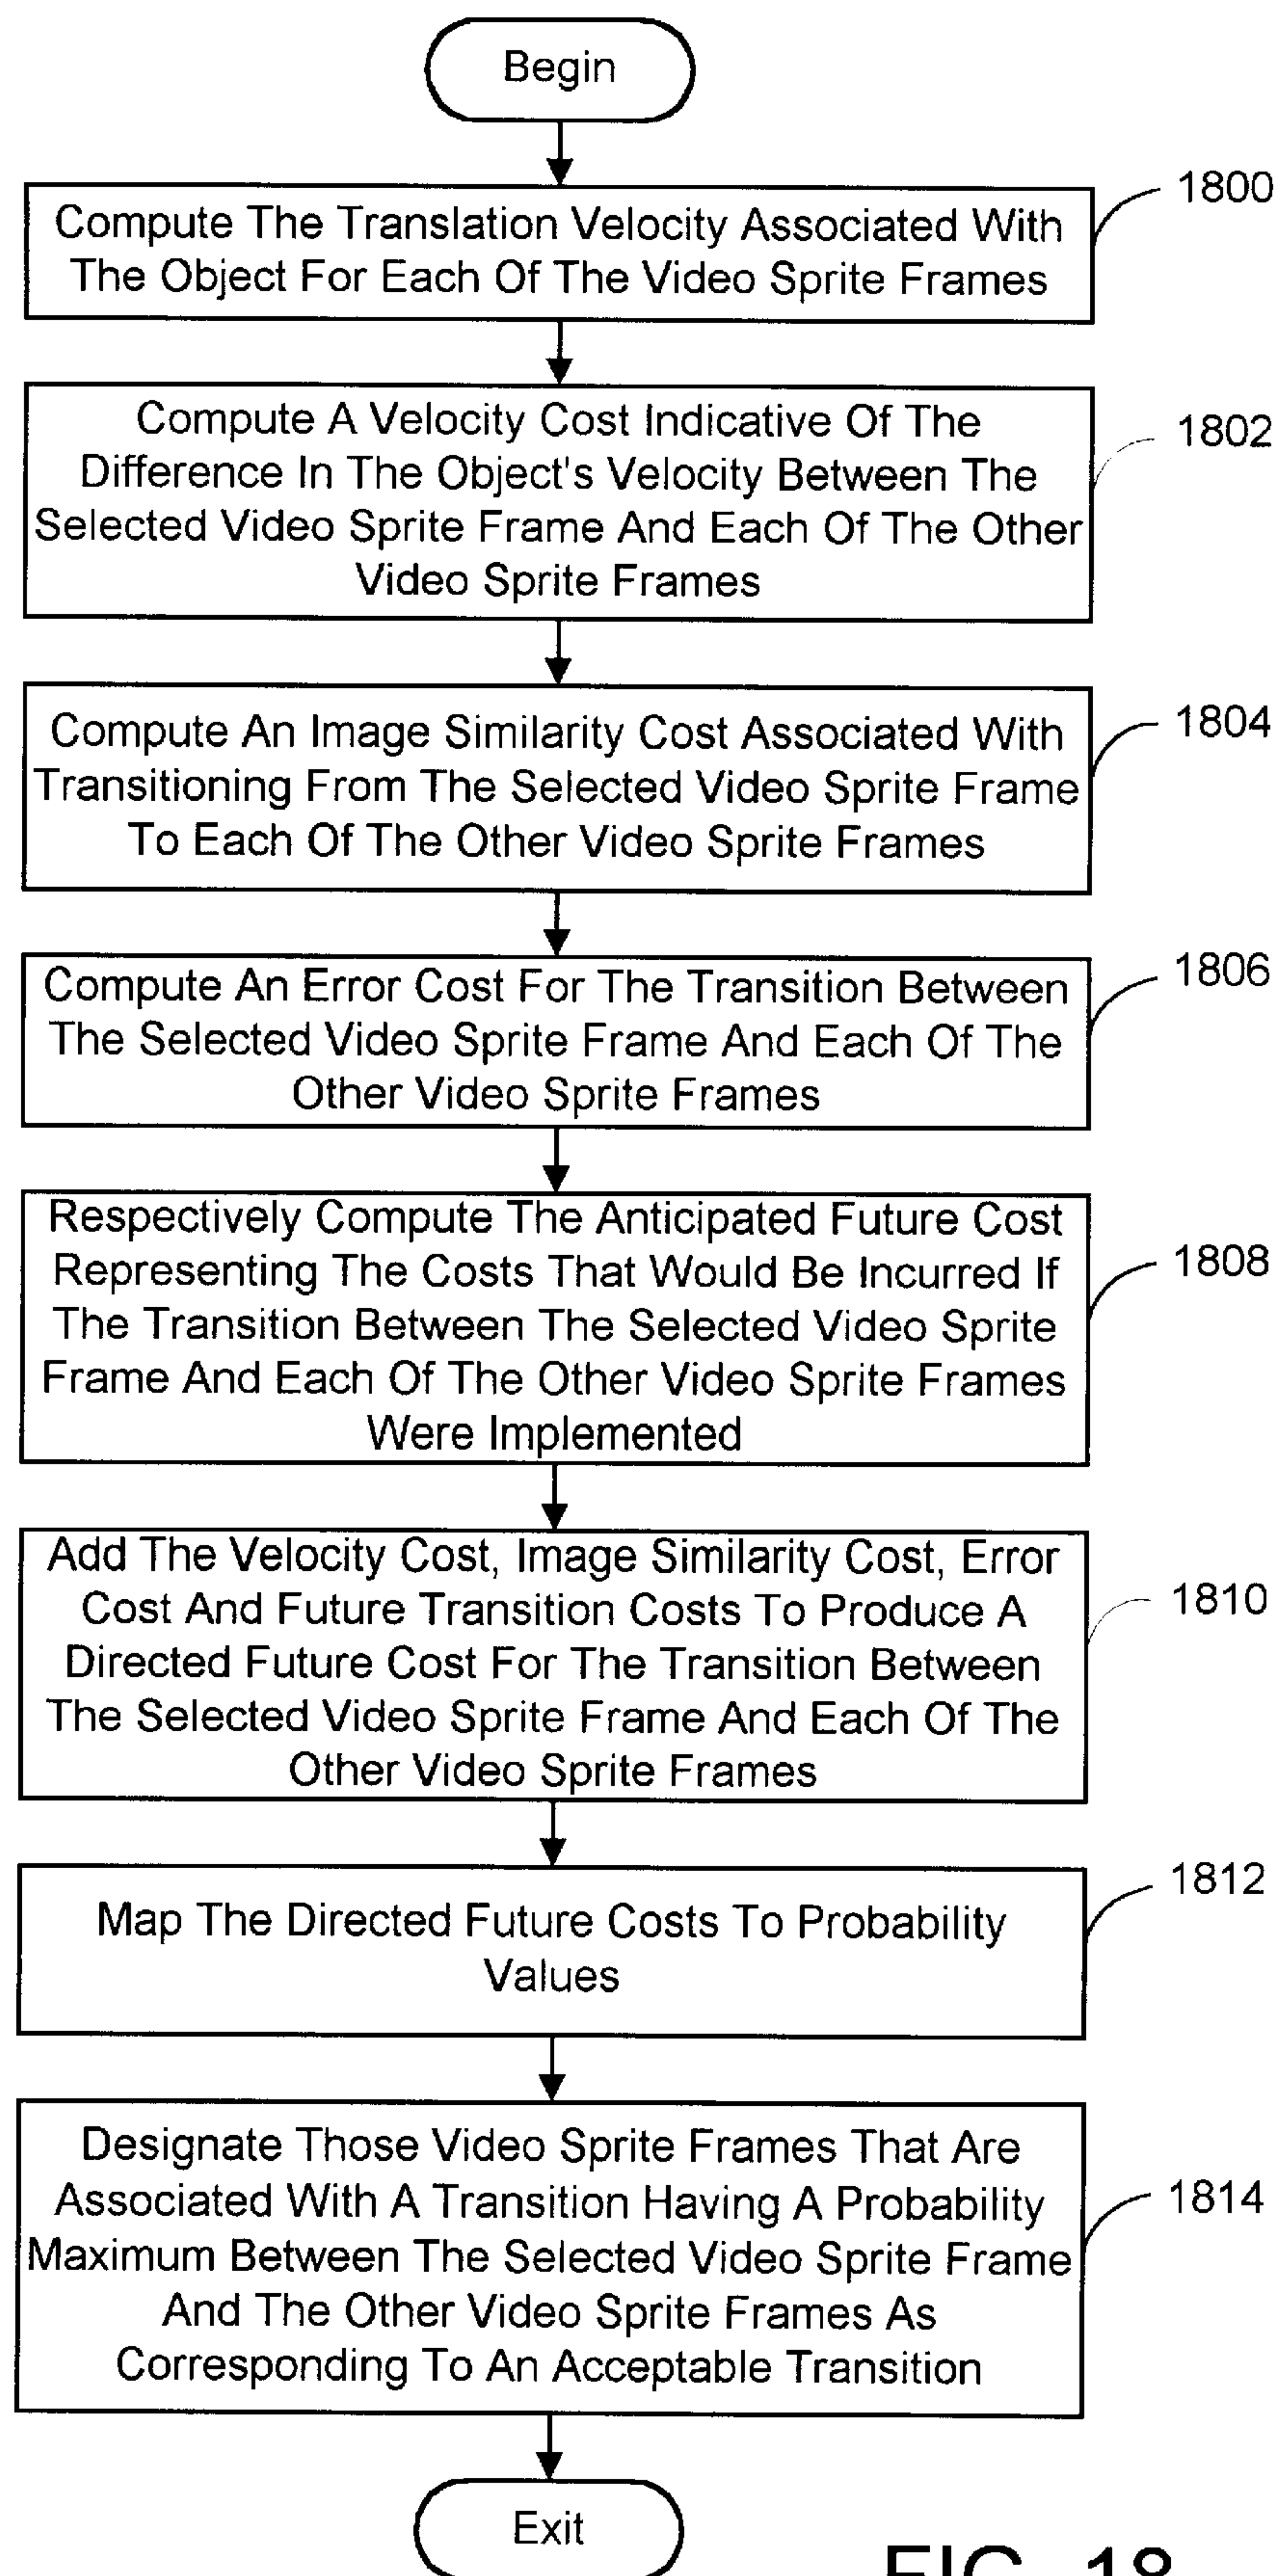 Begin
1800
Compute The Translation Velocity Associated With
The Object For Each Of The Video Sprite Frames
1802
Compute A Velocity Cost Indicative Of The
Difference In The Object's Velocity Between The
Selected Video Sprite Frame And Each Of The Other
Video Sprite Frames
1804
Compute An Image Similarity Cost Associated With
Transitioning From The Selected Video Sprite Frame
To Each Of The Other Video Sprite Frames
1806
Compute An Error Cost For The Transition Between
The Selected Video Sprite Frame And Each Of The
Other Video Sprite Frames
1808
Respectively Compute The Anticipated Future Cost
Representing The Costs That Would Be Incurred If
The Transition Between The Selected Video Sprite
Frame And Each Of The Other Video Sprite Frames
Were Implemented
1810
Add The Velocity Cost, Image Similarity Cost, Error
Cost And Future Transition Costs To Produce A
Directed Future Cost For The Transition Between
The Selected Video Sprite Frame And Each Of The
Other Video Sprite Frames
1812
Map The Directed Future Costs To Probability
Values
1814
Designate Those Video Sprite Frames That Are
Associated With A Transition Having A Probability
Maximum Between The Selected Video Sprite Frame
And The Other Video Sprite Frames As
Corresponding To An Acceptable Transition
Exit
FIG. 18